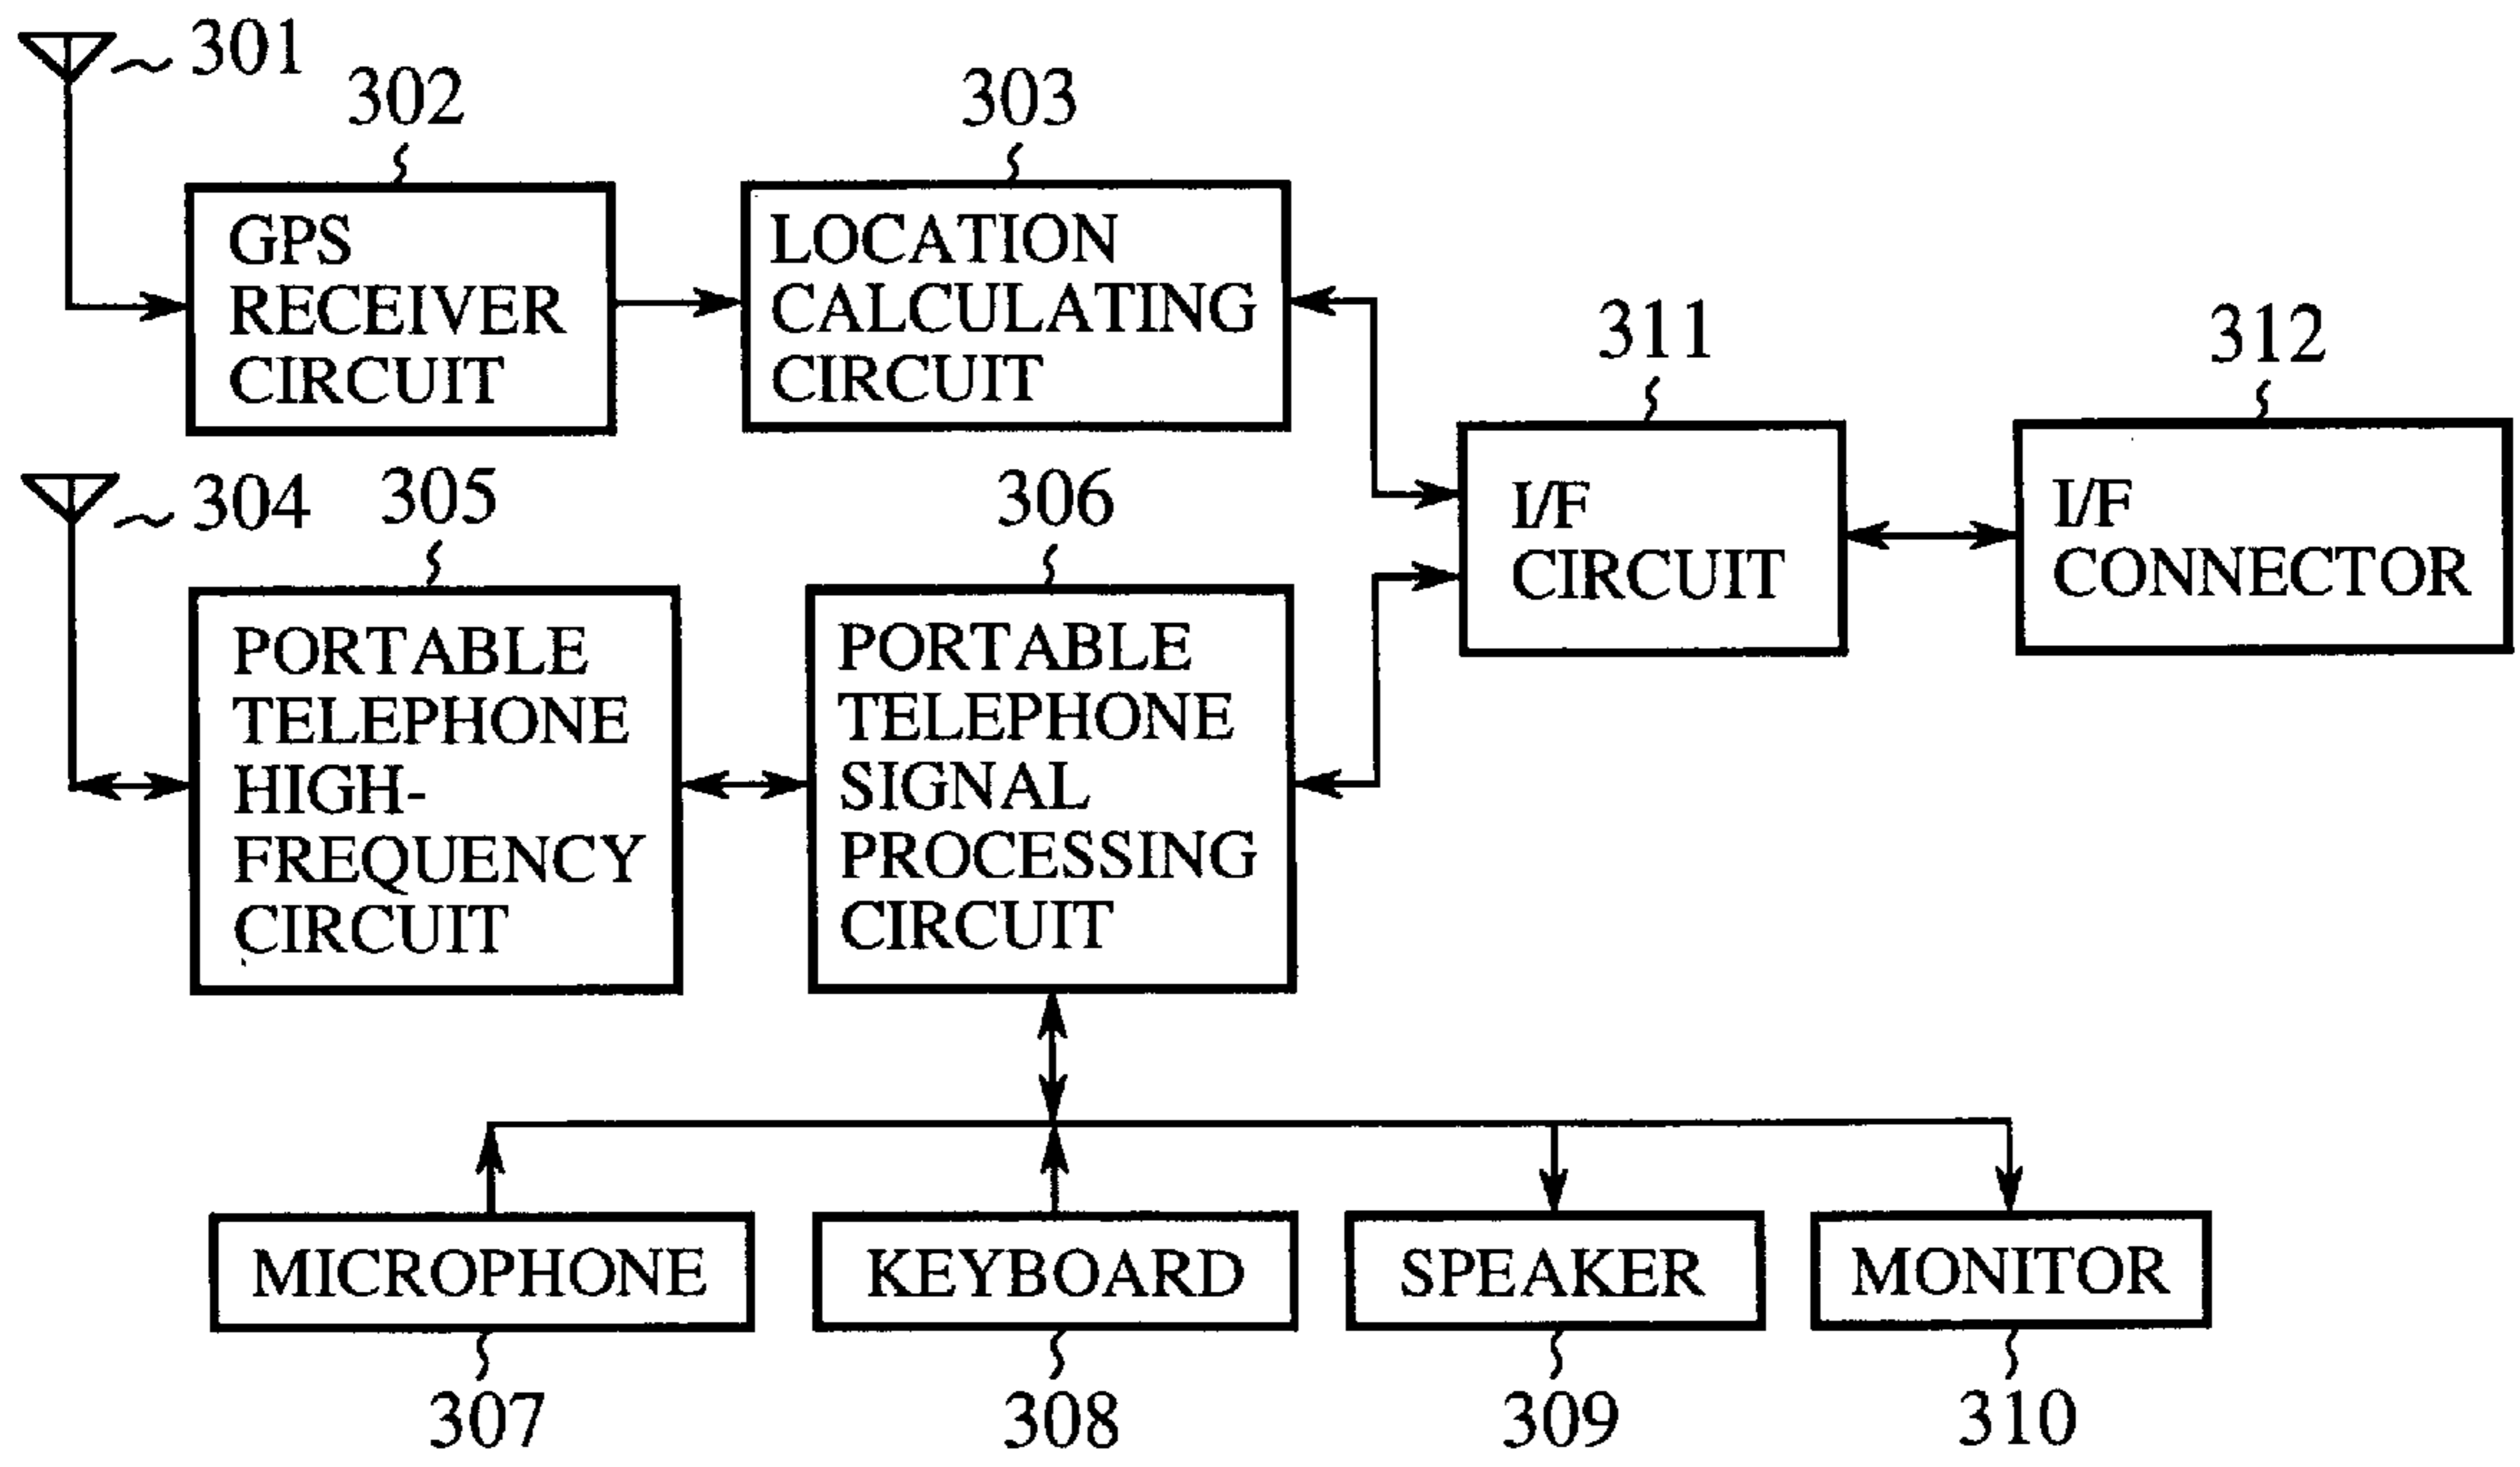 301
302
303
GPS
RECEIVER
CIRCUIT
LOCATION
CALCULATING
CIRCUIT
311
312
I/F
CIRCUIT
I/F
CONNECTOR
304
305
306
PORTABLE
TELEPHONE
HIGH-
FREQUENCY
CIRCUIT
PORTABLE
TELEPHONE
SIGNAL
PROCESSING
CIRCUIT
MICROPHONE
KEYBOARD
SPEAKER
MONITOR
307
308
309
310